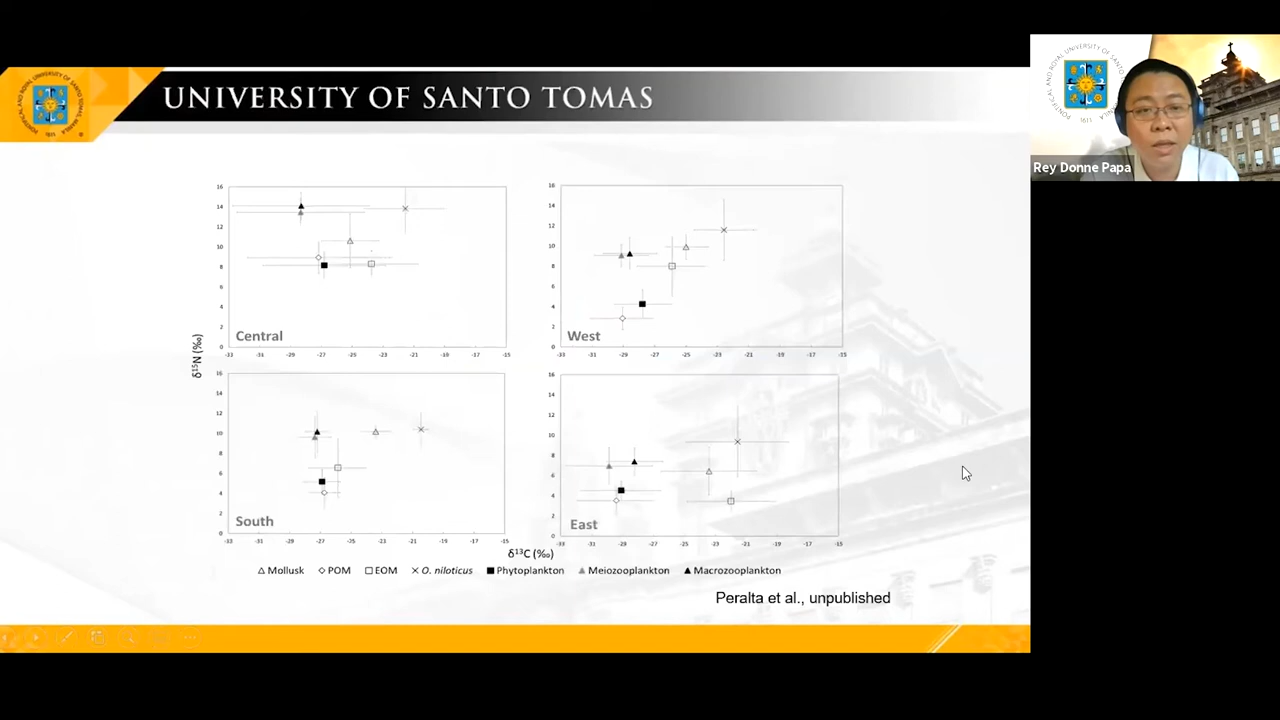 UNIVERSITY OF SANTO TOMAS
Rey Donne Papa
16
14
12
10
8
6
4
2
0
Central
-33 -31 -29 -27 -25 -23 -21 -19 -17 -15
16
14
12
10
8
6
4
2
0
West
-33 -31 -29 -27 -25 -23 -21 -19 -17 -15
δ15N (‰)
16
14
12
10
8
6
4
2
0
South
-33 -31 -29 -27 -25 -23 -21 -19 -17 -15
16
14
12
10
8
6
4
2
0
East
-33 -31 -29 -27 -25 -23 -21 -19 -17 -15
δ13C (‰)
Mollusk POM EOM O. niloticus Phytoplankton Meiozooplankton Macrozooplankton
Peralta et al., unpublished